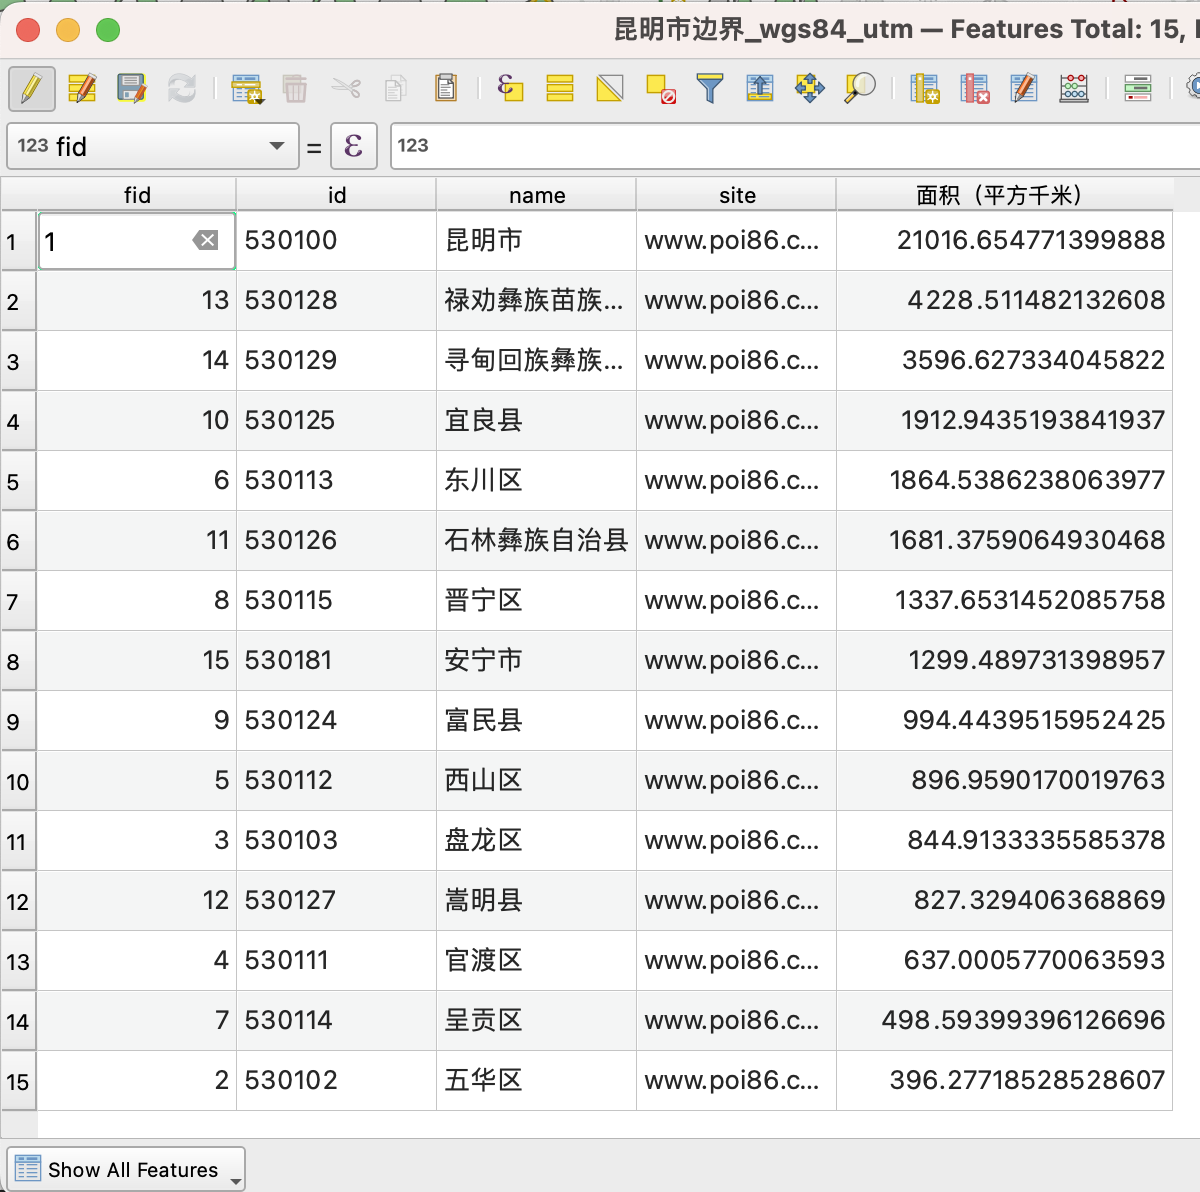 昆明市边界_wgs84_utm — Features Total: 15,
123 fid = ε 123
fid id name site 面积（平方千米）
1 1 530100 昆明市 www.poi86.c... 21016.654771399888
2 13 530128 禄劝彝族苗族... www.poi86.c... 4228.511482132608
3 14 530129 寻甸回族彝族... www.poi86.c... 3596.627334045822
4 10 530125 宜良县 www.poi86.c... 1912.9435193841937
5 6 530113 东川区 www.poi86.c... 1864.5386238063977
6 11 530126 石林彝族自治县 www.poi86.c... 1681.3759064930468
7 8 530115 晋宁区 www.poi86.c... 1337.6531452085758
8 15 530181 安宁市 www.poi86.c... 1299.489731398957
9 9 530124 富民县 www.poi86.c... 994.4439515952425
10 5 530112 西山区 www.poi86.c... 896.9590170019763
11 3 530103 盘龙区 www.poi86.c... 844.9133335585378
12 12 530127 嵩明县 www.poi86.c... 827.329406368869
13 4 530111 官渡区 www.poi86.c... 637.0005770063593
14 7 530114 呈贡区 www.poi86.c... 498.59399396126696
15 2 530102 五华区 www.poi86.c... 396.27718528528607
Show All Features